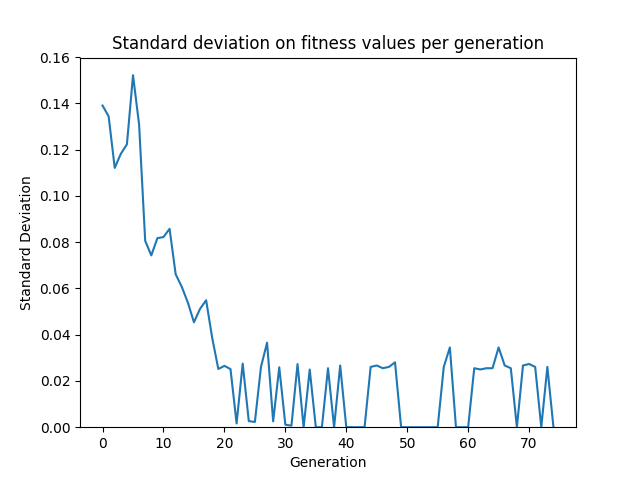 Standard deviation on fitness values per generation
0.16
0.14
0.12
0.10
0.08
0.06
0.04
0.02
0.00
Standard Deviation
0 10 20 30 40 50 60 70
Generation